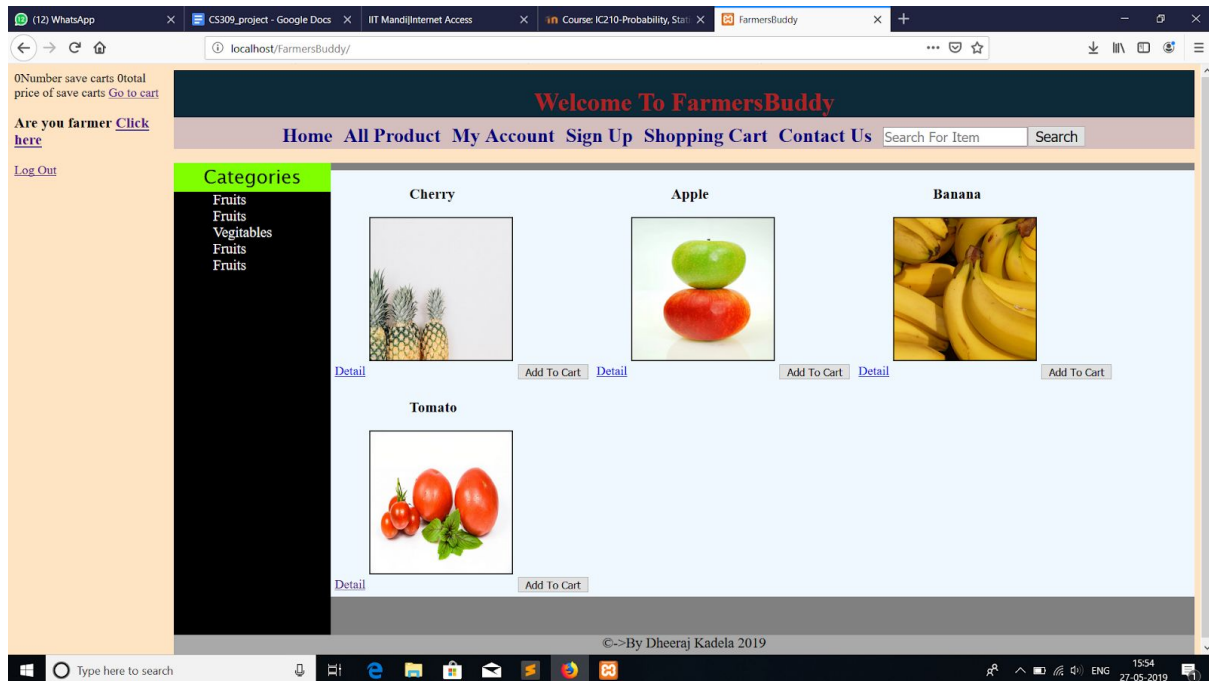 (12) WhatsApp
CS309_project - Google Docs
IIT Mandi|Internet Access
Course: IC210-Probability, Stati
FarmersBuddy
localhost/FarmersBuddy/
0Number save carts 0total
price of save carts Go to cart
Are you farmer Click
here
Log Out
Welcome To FarmersBuddy
Home All Product My Account Sign Up Shopping Cart Contact Us Search For Item Search
Categories
Fruits
Fruits
Vegitables
Fruits
Fruits
Cherry Apple Banana
Detail Add To Cart Detail Add To Cart Detail Add To Cart
Tomato
Detail Add To Cart
©->By Dheeraj Kadela 2019
Type here to search
ENG
15:54
27-05-2019